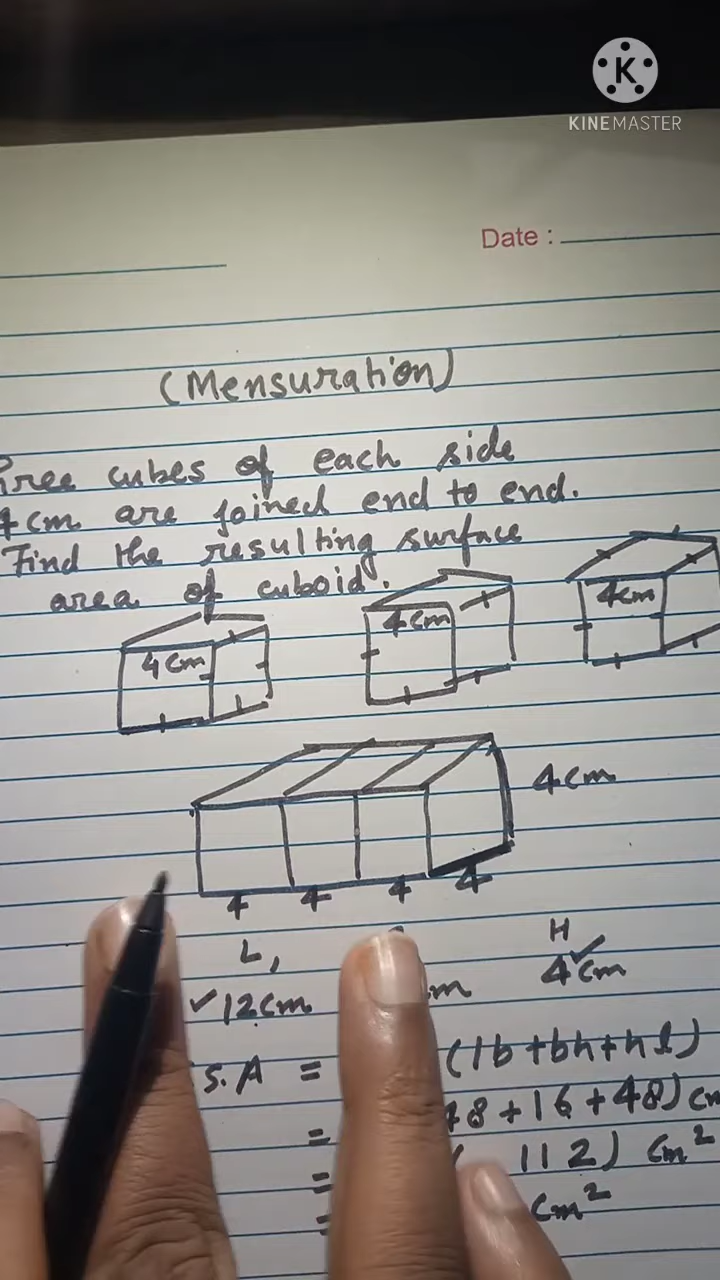 KINEMASTER
Date :
(Mensuration)
cubes of each side
4 cm are joined end to end.
Find the resulting surface
area of cuboid.
4cm
4cm
4cm
4cm
4 4 4 4
L, H
✓12cm m 4cm✓
S.A = (lb+bh+hl)
= 48+16+48) cm
= 112) cm²
= cm²